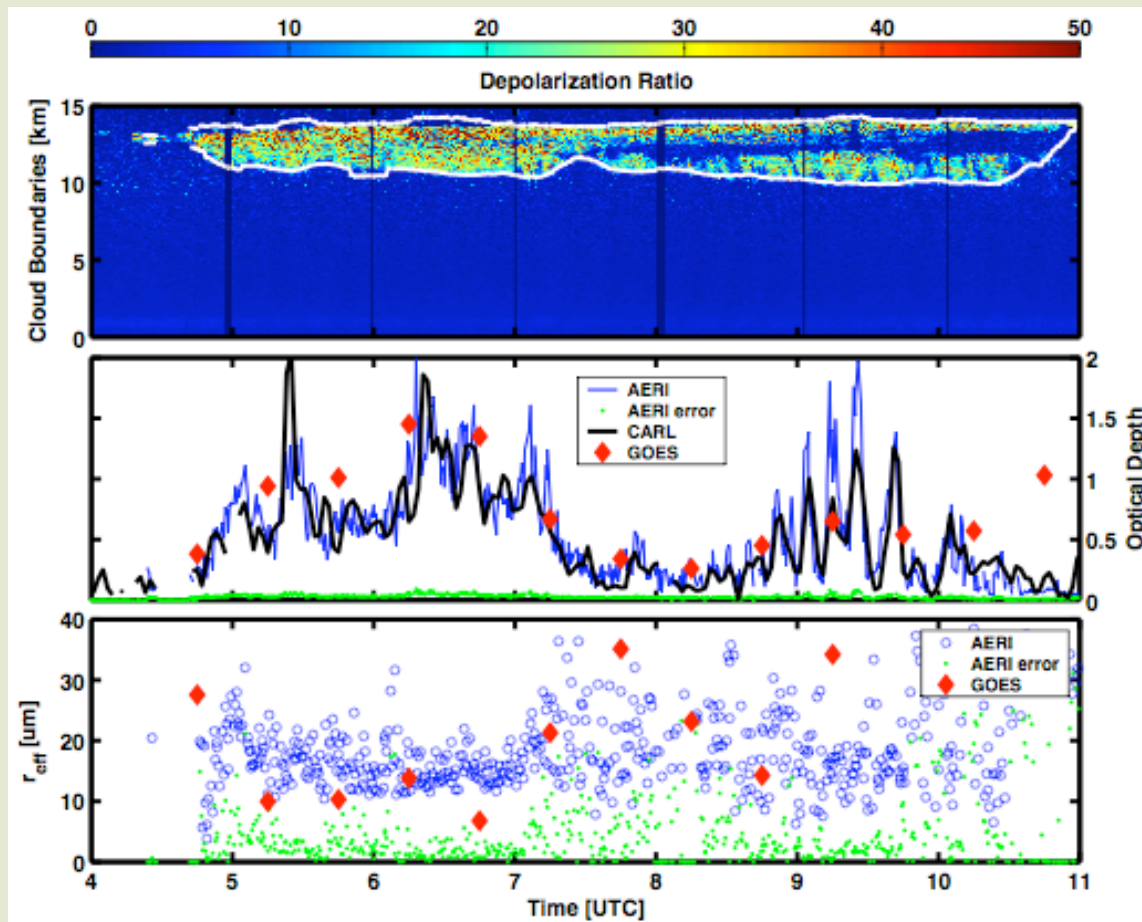 0 10 20 30 40 50
Depolarization Ratio
Cloud Boundaries [km]
15
10
5
0
AERI
AERI error
CARL
GOES
2
1.5
1
0.5
0
Optical Depth
r_eff [um]
40
30
20
10
0
AERI
AERI error
GOES
4 5 6 7 8 9 10 11
Time [UTC]